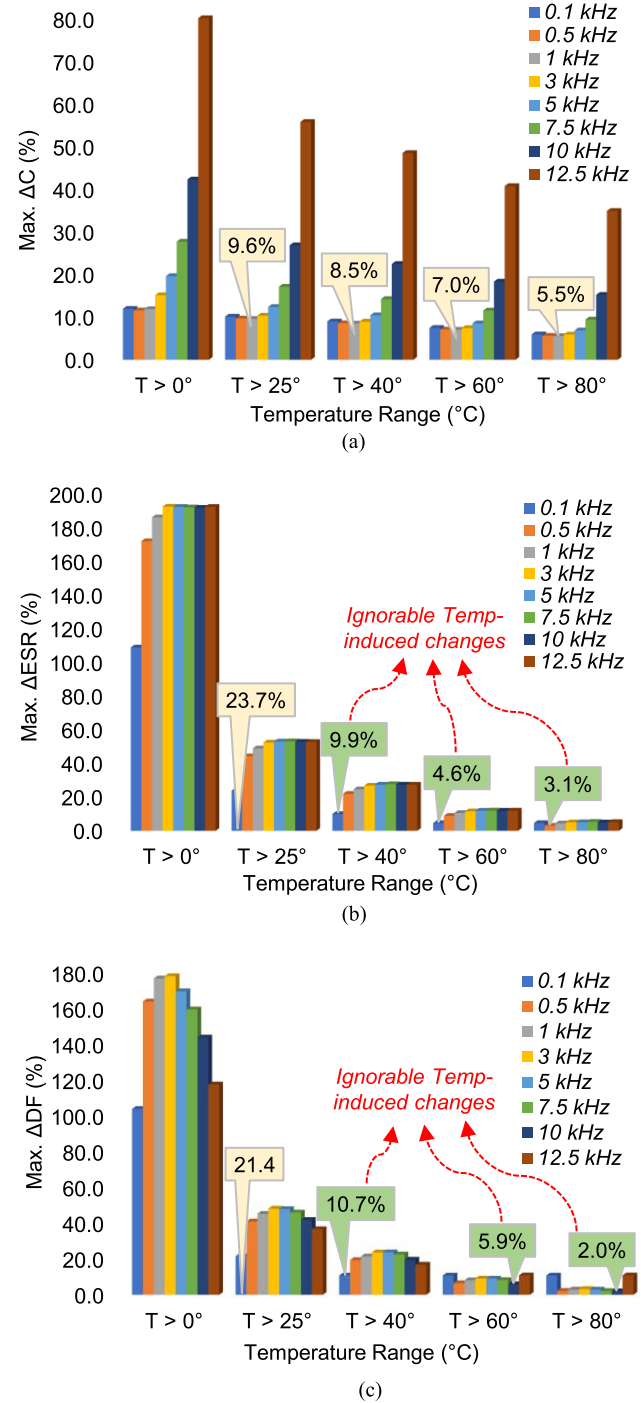 80.0
70.0
60.0
50.0
40.0
30.0
20.0
10.0
0.0
Max. ΔC (%)
0.1 kHz
0.5 kHz
1 kHz
3 kHz
5 kHz
7.5 kHz
10 kHz
12.5 kHz
9.6%
8.5%
7.0%
5.5%
T > 0° T > 25° T > 40° T > 60° T > 80°
Temperature Range (°C)
(a)
200.0
180.0
160.0
140.0
120.0
100.0
80.0
60.0
40.0
20.0
0.0
Max. ΔESR (%)
0.1 kHz
0.5 kHz
1 kHz
3 kHz
5 kHz
7.5 kHz
10 kHz
12.5 kHz
Ignorable Temp-
induced changes
23.7%
9.9%
4.6%
3.1%
T > 0° T > 25° T > 40° T > 60° T > 80°
Temperature Range (°C)
(b)
180.0
160.0
140.0
120.0
100.0
80.0
60.0
40.0
20.0
0.0
Max. ΔDF (%)
0.1 kHz
0.5 kHz
1 kHz
3 kHz
5 kHz
7.5 kHz
10 kHz
12.5 kHz
Ignorable Temp-
induced changes
21.4
10.7%
5.9%
2.0%
T > 0° T > 25° T > 40° T > 60° T > 80°
Temperature Range (°C)
(c)